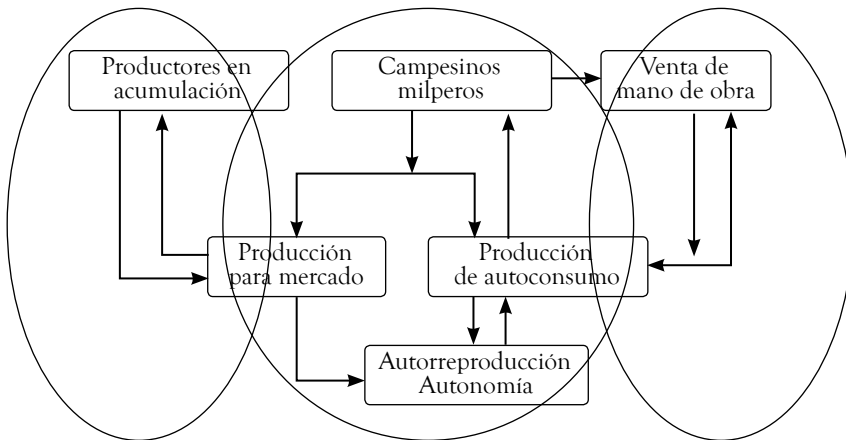 Productores en
acumulación
Campesinos
milperos
Venta de
mano de obra
Producción
para mercado
Producción
de autoconsumo
Autorreproducción
Autonomía